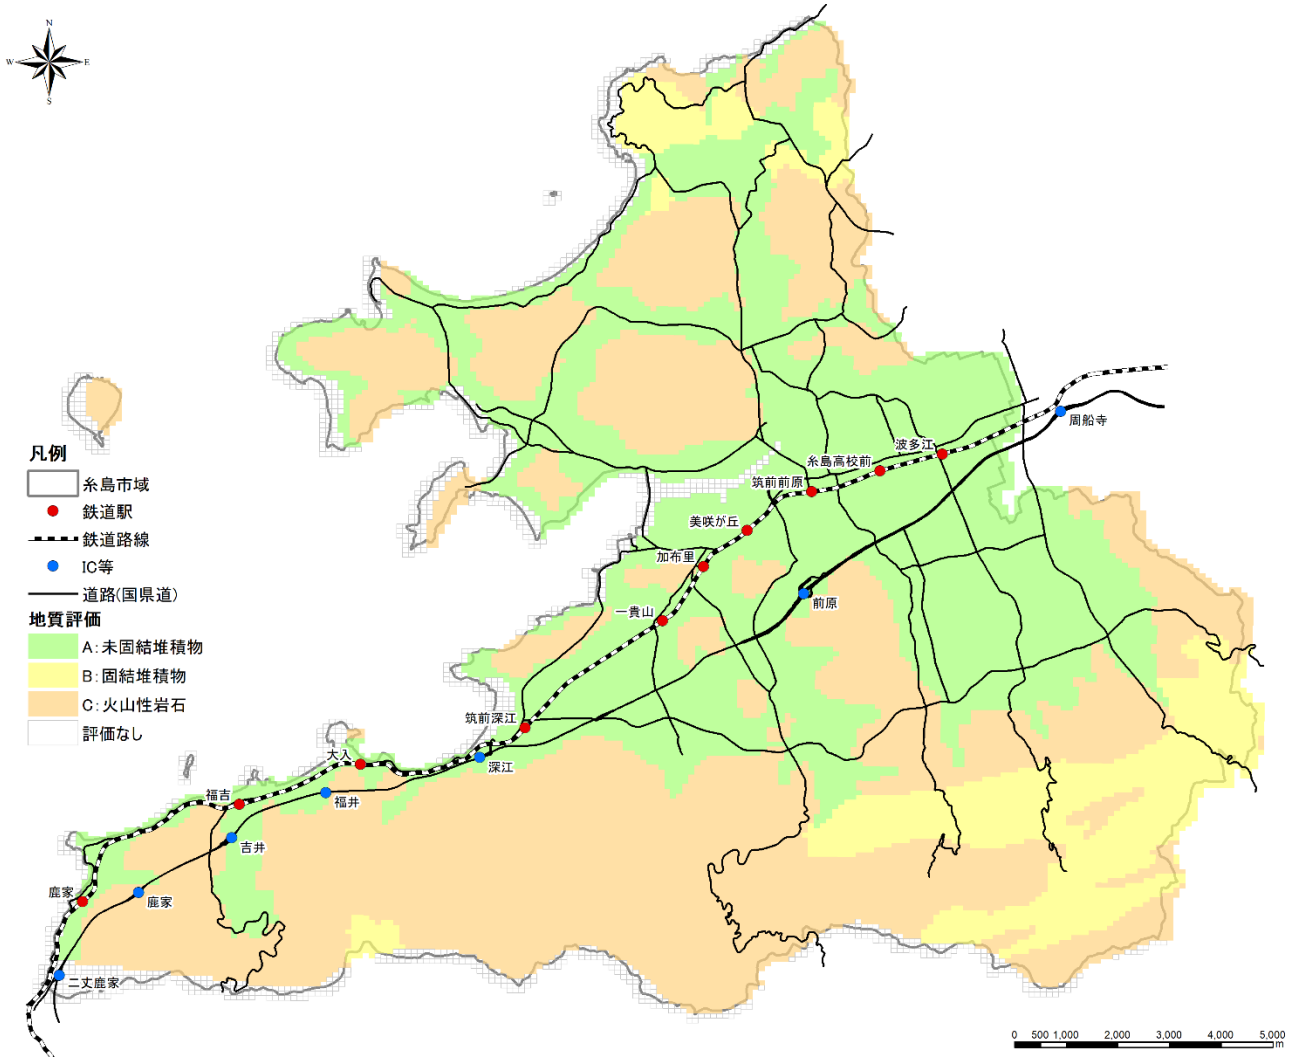 N
W
E
S
周船寺
波多江
糸島高校前
筑前前原
美咲が丘
加布里
前原
一貴山
筑前深江
深江
大入
福井
福吉
吉井
鹿家
鹿家
二丈鹿家
凡例
糸島市域
鉄道駅
鉄道路線
IC等
道路(国県道)
地質評価
A:未固結堆積物
B:固結堆積物
C:火山性岩石
評価なし
0 500 1,000 2,000 3,000 4,000 5,000
m